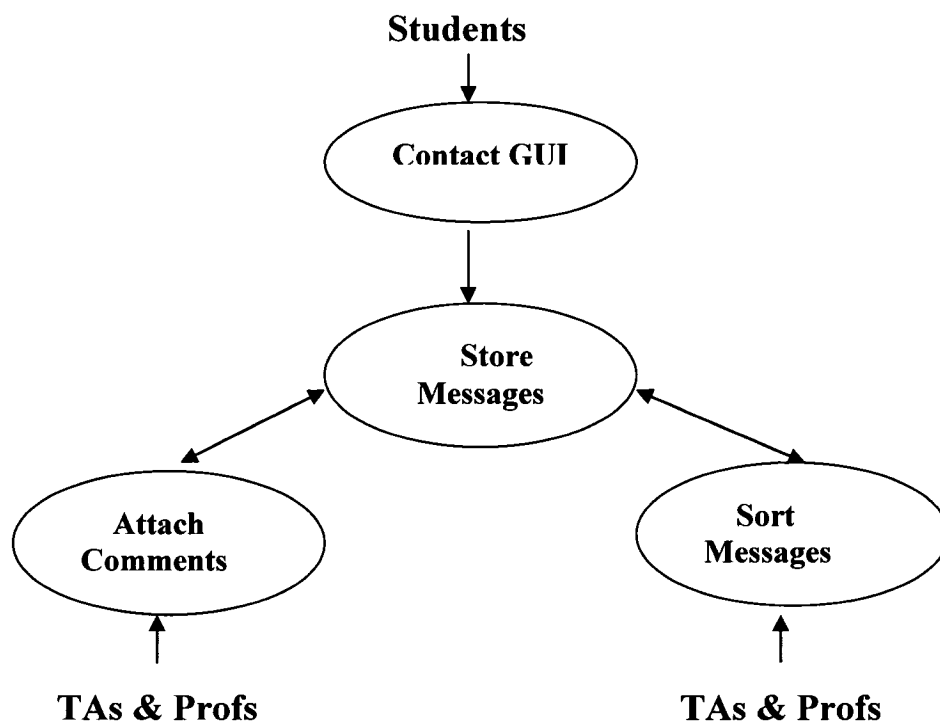 Students
Contact GUI
Store
Messages
Attach
Comments
Sort
Messages
TAs & Profs
TAs & Profs